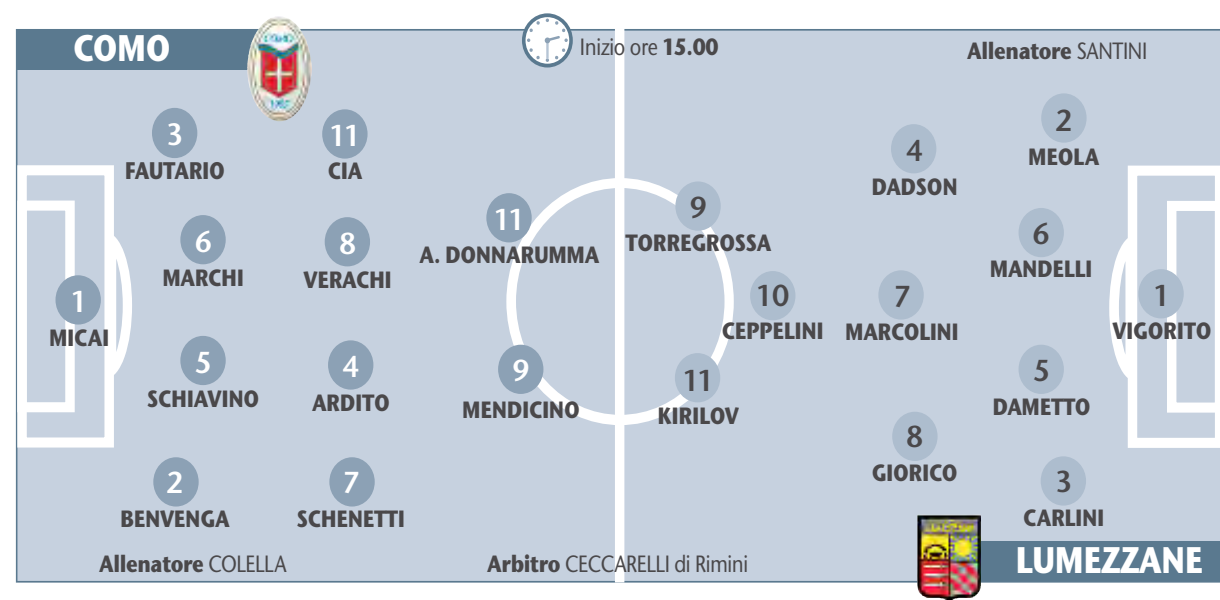 COMO
Inizio ore 15.00
Allenatore SANTINI
3
FAUTARIO
11
CIA
6
MARCHI
8
VERACHI
1
MICAI
5
SCHIAVINO
4
ARDITO
2
BENVENGA
7
SCHENETTI
11
A. DONNARUMMA
9
MENDICINO
Allenatore COLELLA
9
TORREGROSSA
10
CEPPELINI
11
KIRILOV
4
DADSON
7
MARCOLINI
8
GIORICO
2
MEOLA
6
MANDELLI
5
DAMETTO
3
CARLINI
1
VIGORITO
Arbitro CECCARELLI di Rimini
LUMEZZANE